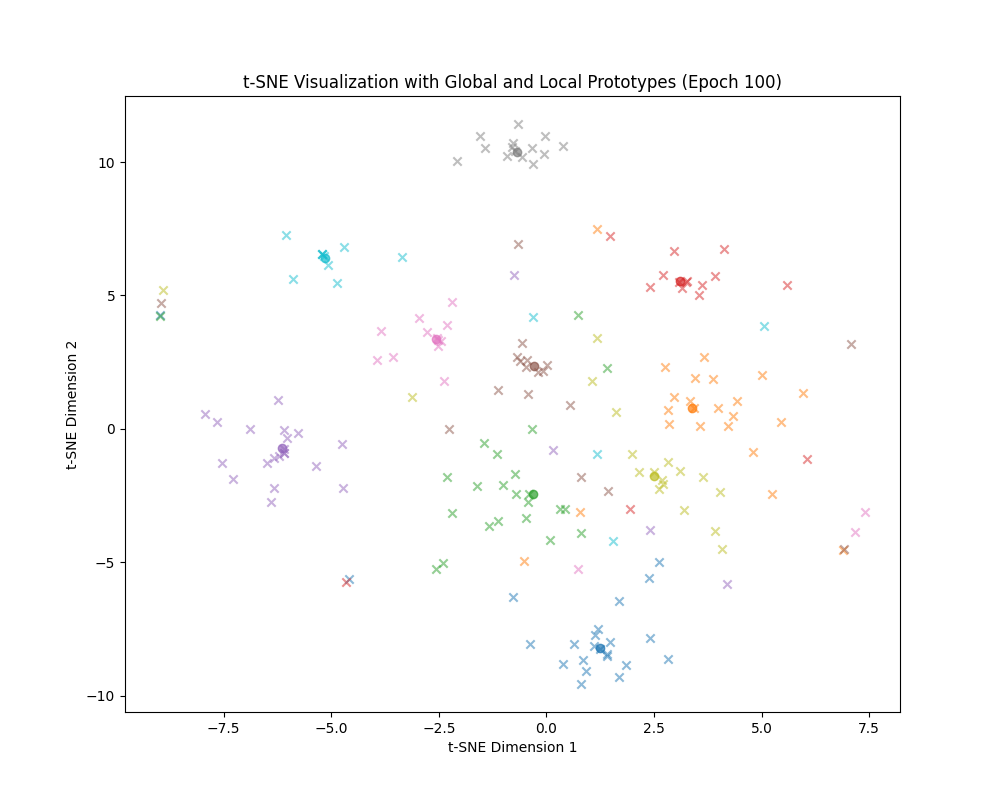 t-SNE Visualization with Global and Local Prototypes (Epoch 100)
10
5
0
−5
−10
t-SNE Dimension 2
−7.5 −5.0 −2.5 0.0 2.5 5.0 7.5
t-SNE Dimension 1